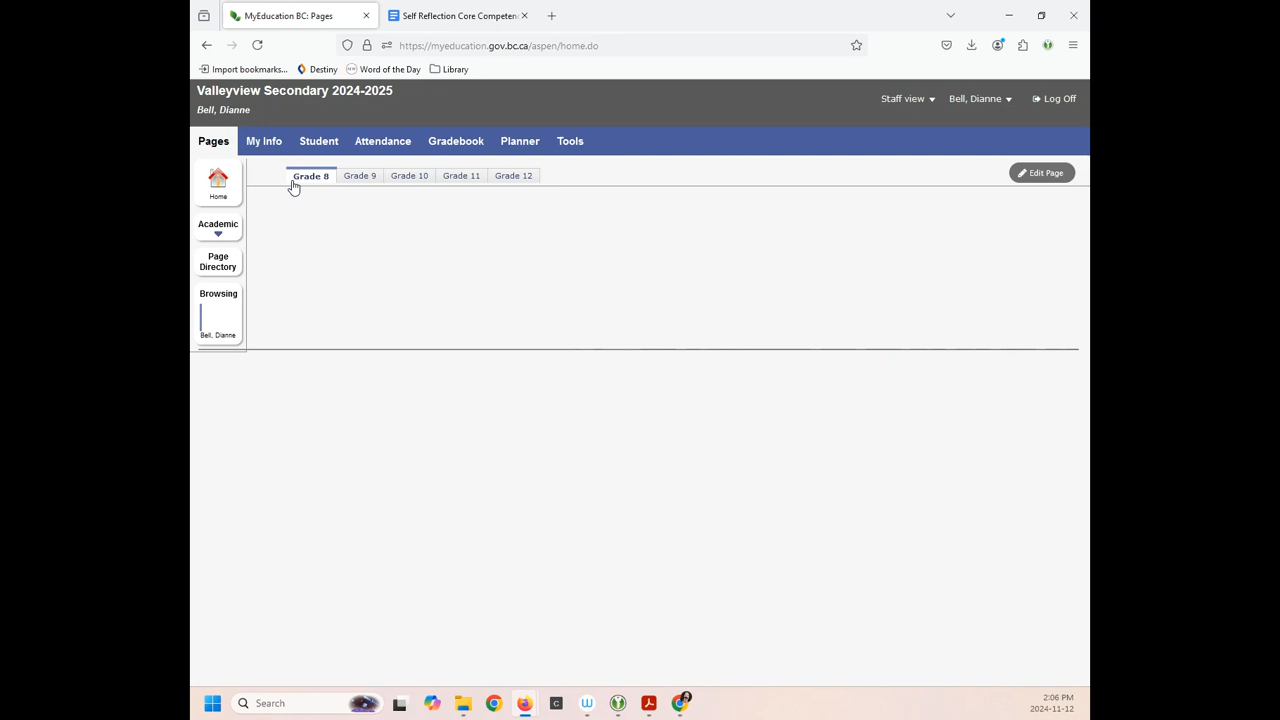 MyEducation BC: Pages
Self Reflection Core Competen
https://myeducation.gov.bc.ca/aspen/home.do
Import bookmarks...
Destiny
Word of the Day
Library
Valleyview Secondary 2024-2025
Bell, Dianne
Staff view
Bell, Dianne
Log Off
Pages
My Info
Student
Attendance
Gradebook
Planner
Tools
Grade 8
Grade 9
Grade 10
Grade 11
Grade 12
Edit Page
Home
Academic
Page
Directory
Browsing
Bell, Dianne
Search
2:06 PM
2024-11-12